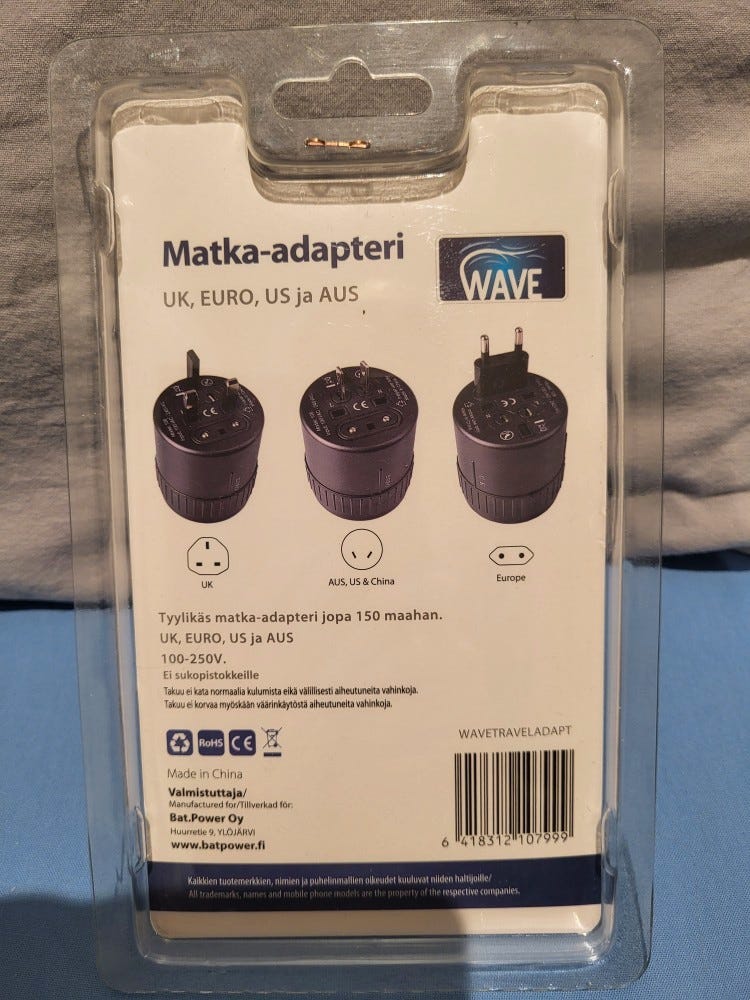 Matka-adapteri
WAVE
UK, EURO, US ja AUS
UK
AUS, US & China
Europe
Tyylikäs matka-adapteri jopa 150 maahan.
UK, EURO, US ja AUS
100-250V.
Ei sukopistokkeille
Takuu ei kata normaalia kulumista eikä välillisesti aiheutuneita vahinkoja.
Takuu ei korvaa myöskään väärinkäytöstä aiheutuneita vahinkoja.
RoHS CE
WAVETRAVELADAPT
Made in China
Valmistuttaja/
Manufactured for/Tillverkad för:
Bat.Power Oy
Huurretie 9, YLÖJÄRVI
www.batpower.fi
6 418312 107999
Kaikkien tuotemerkkien, nimien ja puhelinmallien oikeudet kuuluvat niiden haltijoille/
All trademarks, names and mobile phone models are the property of the respective companies.